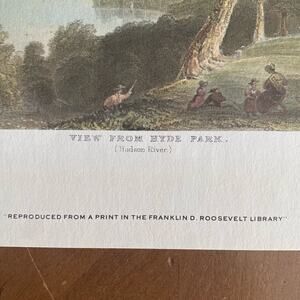 VIEW FROM HYDE PARK.
(Hudson River.)
"REPRODUCED FROM A PRINT IN THE FRANKLIN D. ROOSEVELT LIBRARY"